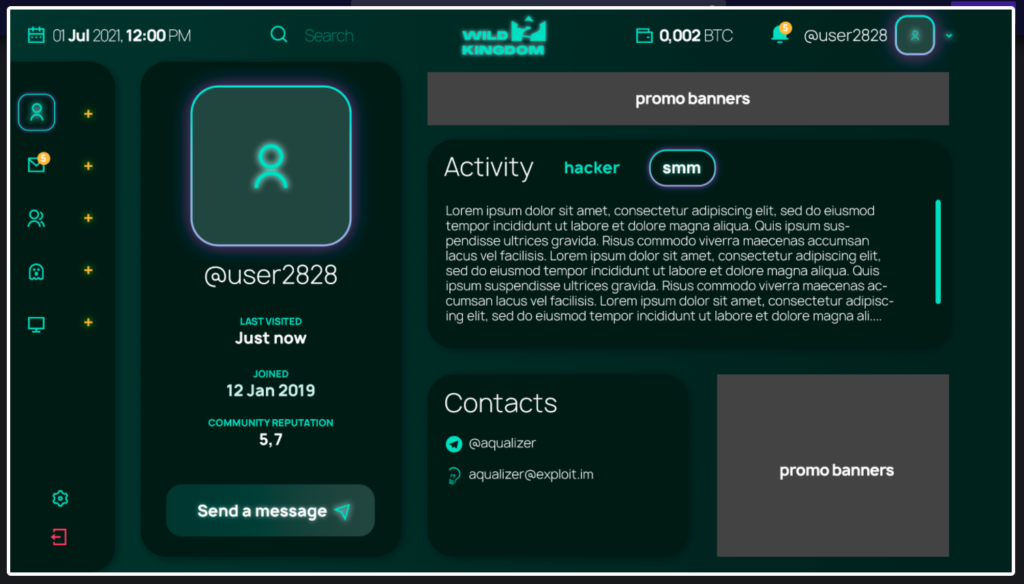 01 Jul 2021, 12:00 PM
Search
WILD
KINGDOM
0,002 BTC
5
@user2828
5
@user2828
LAST VISITED
Just now
JOINED
12 Jan 2019
COMMUNITY REPUTATION
5,7
Send a message
promo banners
Activity hacker smm
Lorem ipsum dolor sit amet, consectetur adipiscing elit, sed do eiusmod
tempor incididunt ut labore et dolore magna aliqua. Quis ipsum sus-
pendisse ultrices gravida. Risus commodo viverra maecenas accumsan
lacus vel facilisis. Lorem ipsum dolor sit amet, consectetur adipiscing elit,
sed do eiusmod tempor incididunt ut labore et dolore magna aliqua. Quis
ipsum suspendisse ultrices gravida. Risus commodo viverra maecenas ac-
cumsan lacus vel facilisis. Lorem ipsum dolor sit amet, consectetur adipisc-
ing elit, sed do eiusmod tempor incididunt ut labore et dolore magna ali....
Contacts
@aqualizer
aqualizer@exploit.im
promo banners